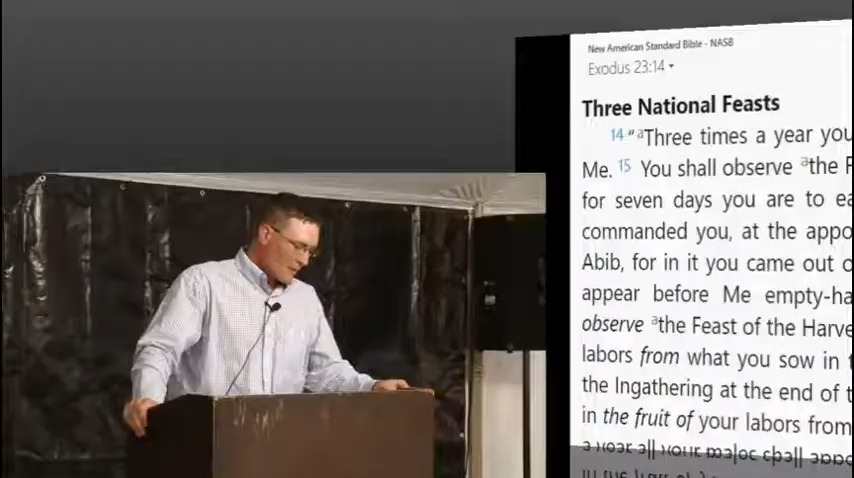 New American Standard Bible - NASB
Exodus 23:14
Three National Feasts
14 "aThree times a year you
Me. 15 You shall observe athe F
for seven days you are to ea
commanded you, at the appo
Abib, for in it you came out o
appear before Me empty-ha
observe athe Feast of the Harve
labors from what you sow in t
the Ingathering at the end of t
in the fruit of your labors from